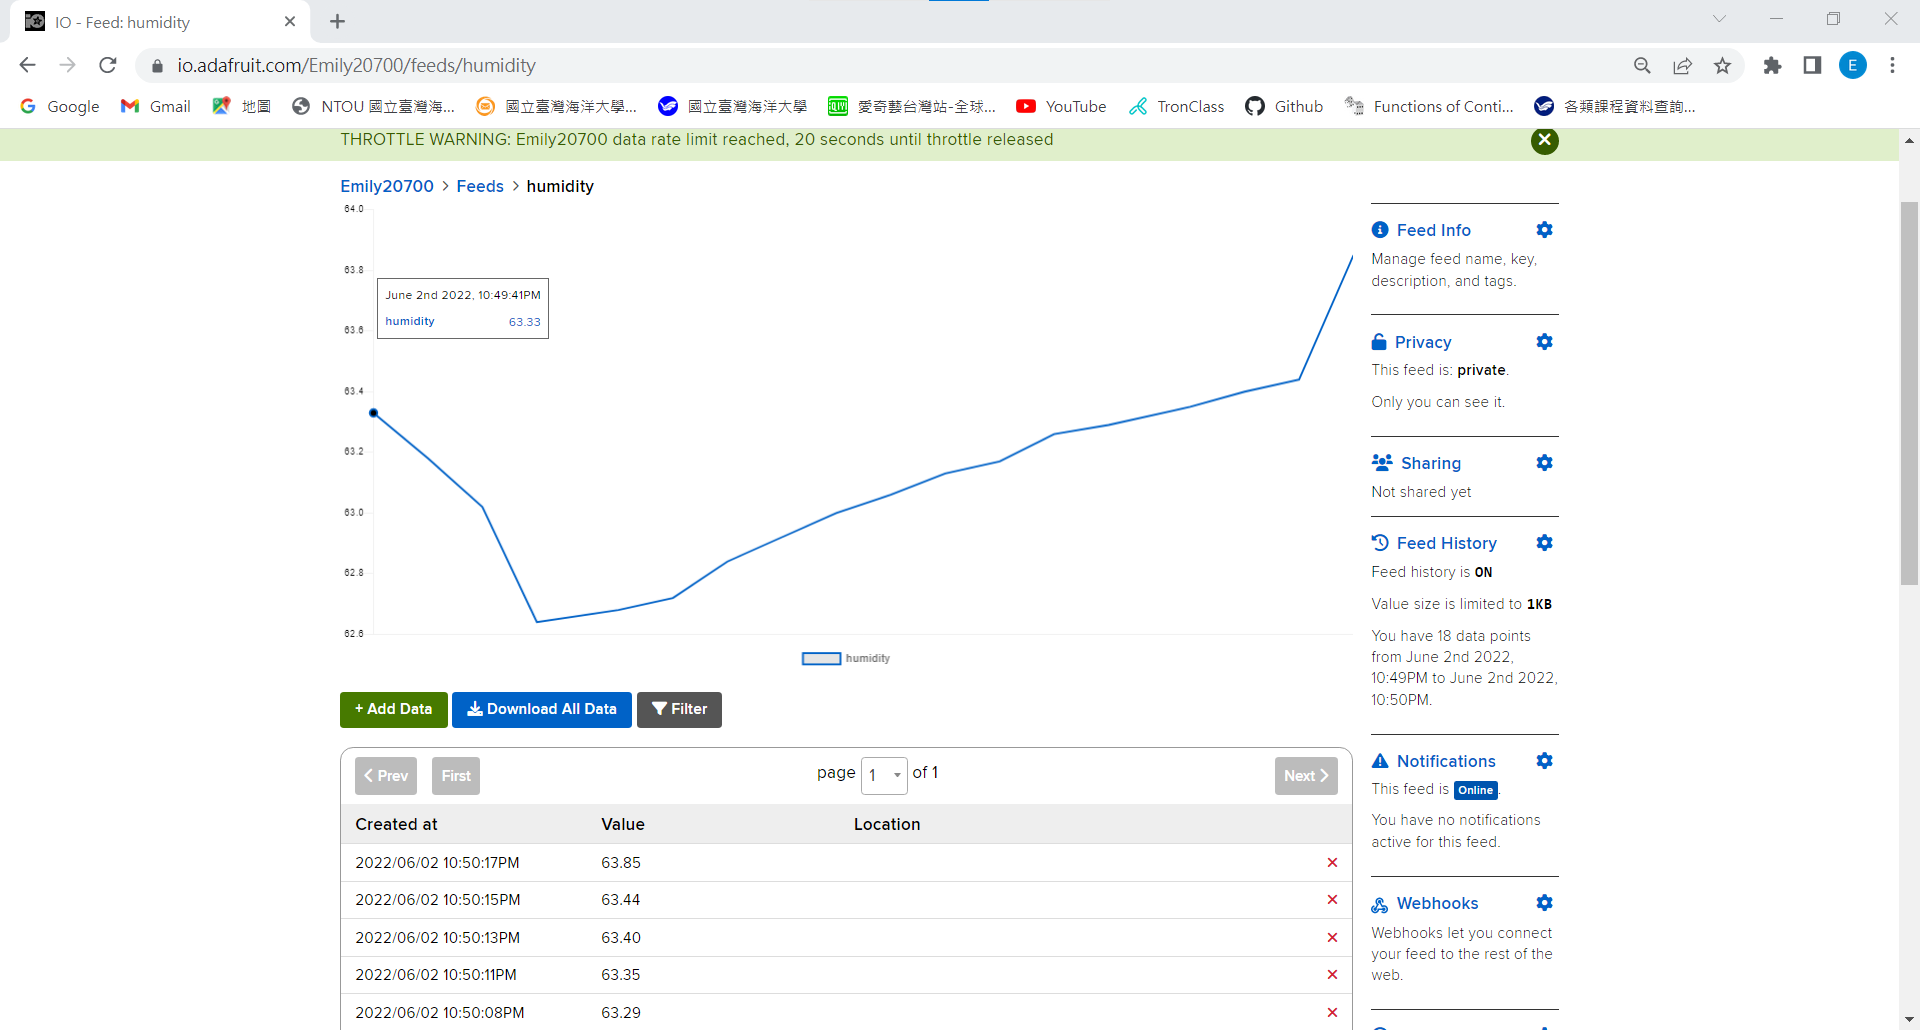 IO - Feed: humidity
io.adafruit.com/Emily20700/feeds/humidity
E
Google
Gmail
地圖
NTOU 國立臺灣海...
國立臺灣海洋大學...
國立臺灣海洋大學
愛奇藝台灣站-全球...
YouTube
TronClass
Github
Functions of Conti...
各類課程資料查詢...
THROTTLE WARNING: Emily20700 data rate limit reached, 20 seconds until throttle released
Emily20700 > Feeds > humidity
64.0
63.8
63.6
63.4
63.2
63.0
62.8
62.6
June 2nd 2022, 10:49:41PM
humidity 63.33
humidity
+ Add Data
Download All Data
Filter
Prev
First
page 1 of 1
Next
Created at Value Location
2022/06/02 10:50:17PM 63.85
2022/06/02 10:50:15PM 63.44
2022/06/02 10:50:13PM 63.40
2022/06/02 10:50:11PM 63.35
2022/06/02 10:50:08PM 63.29
Feed Info
Manage feed name, key,
description, and tags.
Privacy
This feed is: private.
Only you can see it.
Sharing
Not shared yet
Feed History
Feed history is ON
Value size is limited to 1KB
You have 18 data points
from June 2nd 2022,
10:49PM to June 2nd 2022,
10:50PM.
Notifications
This feed is Online.
You have no notifications
active for this feed.
Webhooks
Webhooks let you connect
your feed to the rest of the
web.